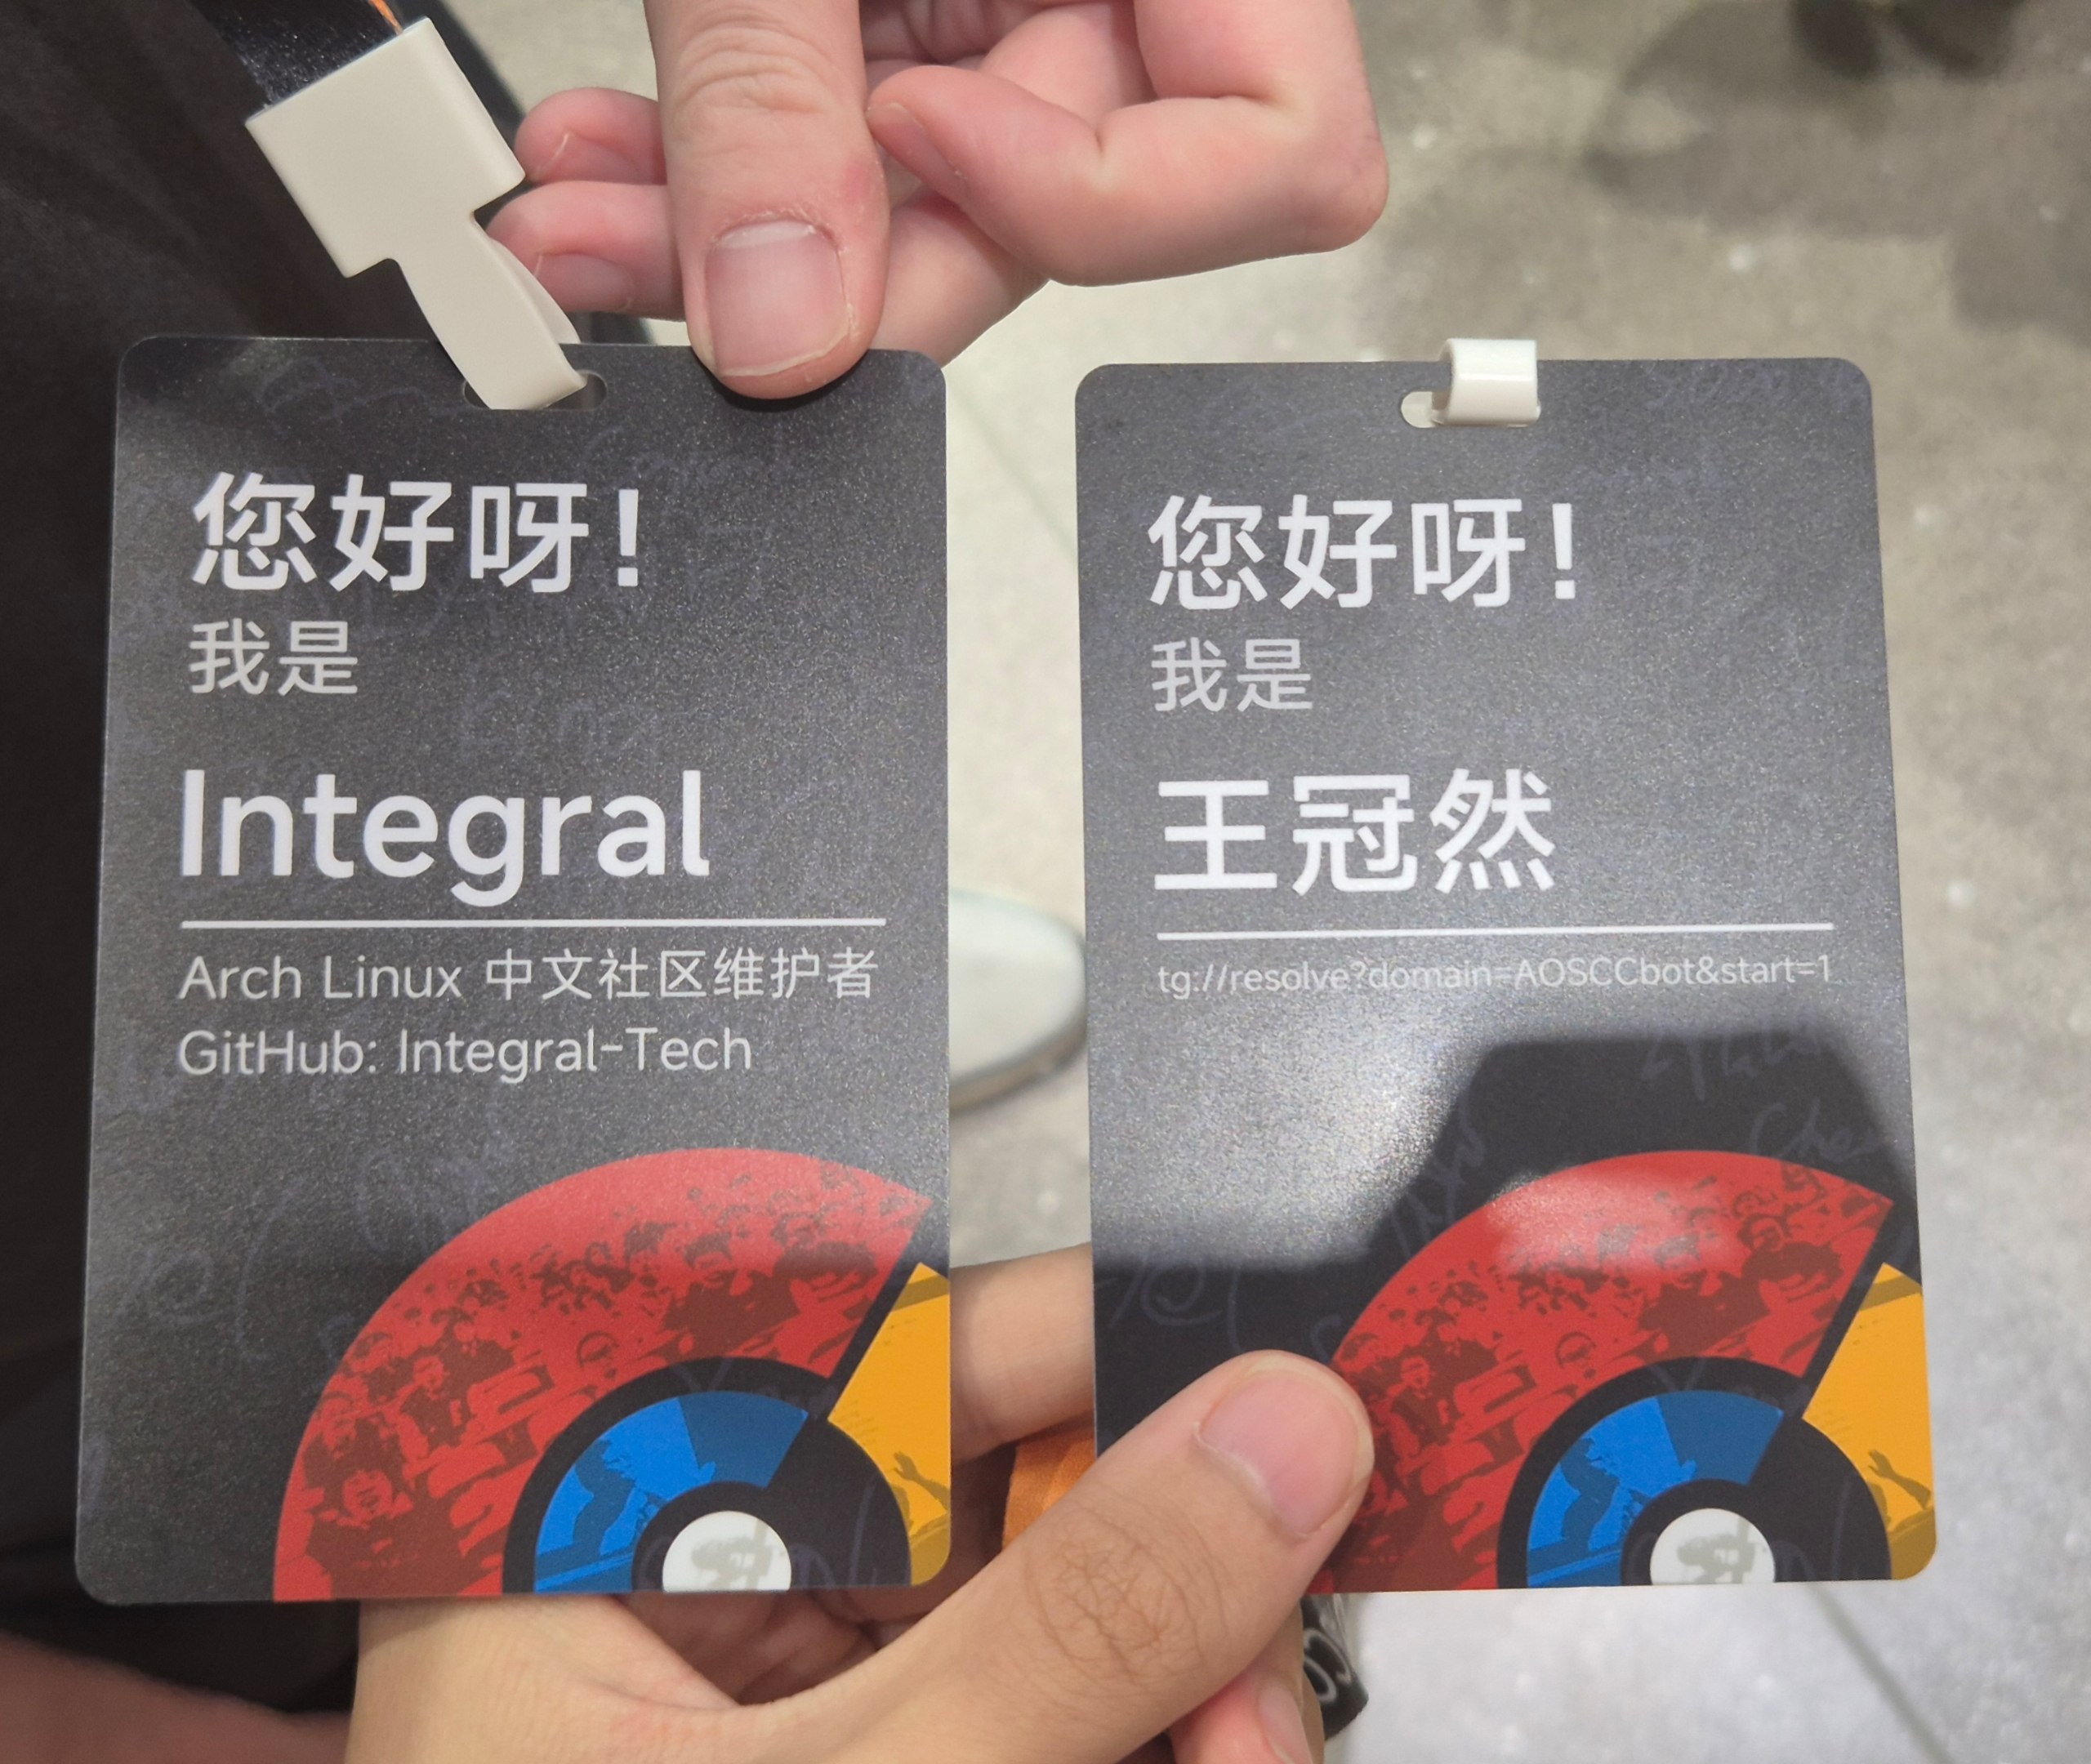 您好呀！
我是
Integral
Arch Linux 中文社区维护者
GitHub: Integral-Tech
您好呀！
我是
王冠然
tg://resolve?domain=AOSCCbot&start=1